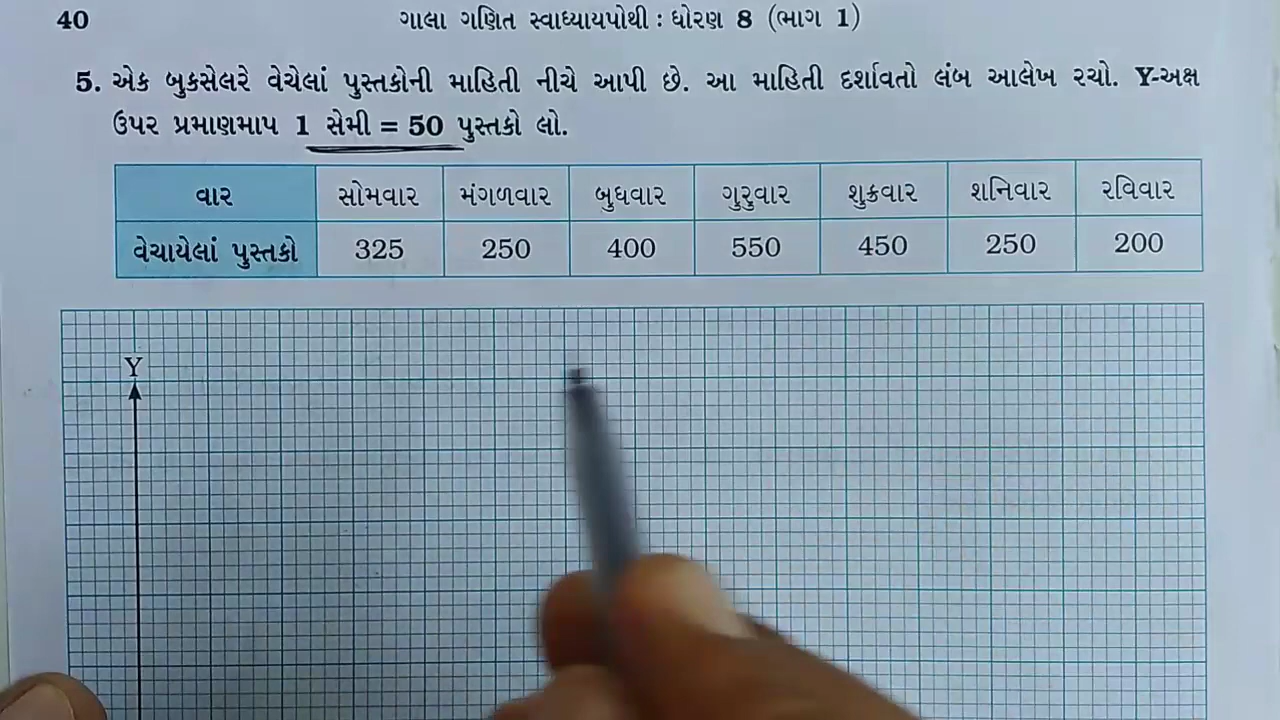 40 ગાલા ગણિત સ્વાધ્યાયપોથી : ધોરણ 8 (ભાગ 1)
5. એક બુકસેલરે વેચેલાં પુસ્તકોની માહિતી નીચે આપી છે. આ માહિતી દર્શાવતો લંબ આલેખ રચો. Y-અક્ષ
ઉપર પ્રમાણમાપ 1 સેમી = 50 પુસ્તકો લો.
વાર સોમવાર મંગળવાર બુધવાર ગુરુવાર શુક્રવાર શનિવાર રવિવાર
વેચાયેલાં પુસ્તકો 325 250 400 550 450 250 200
Y